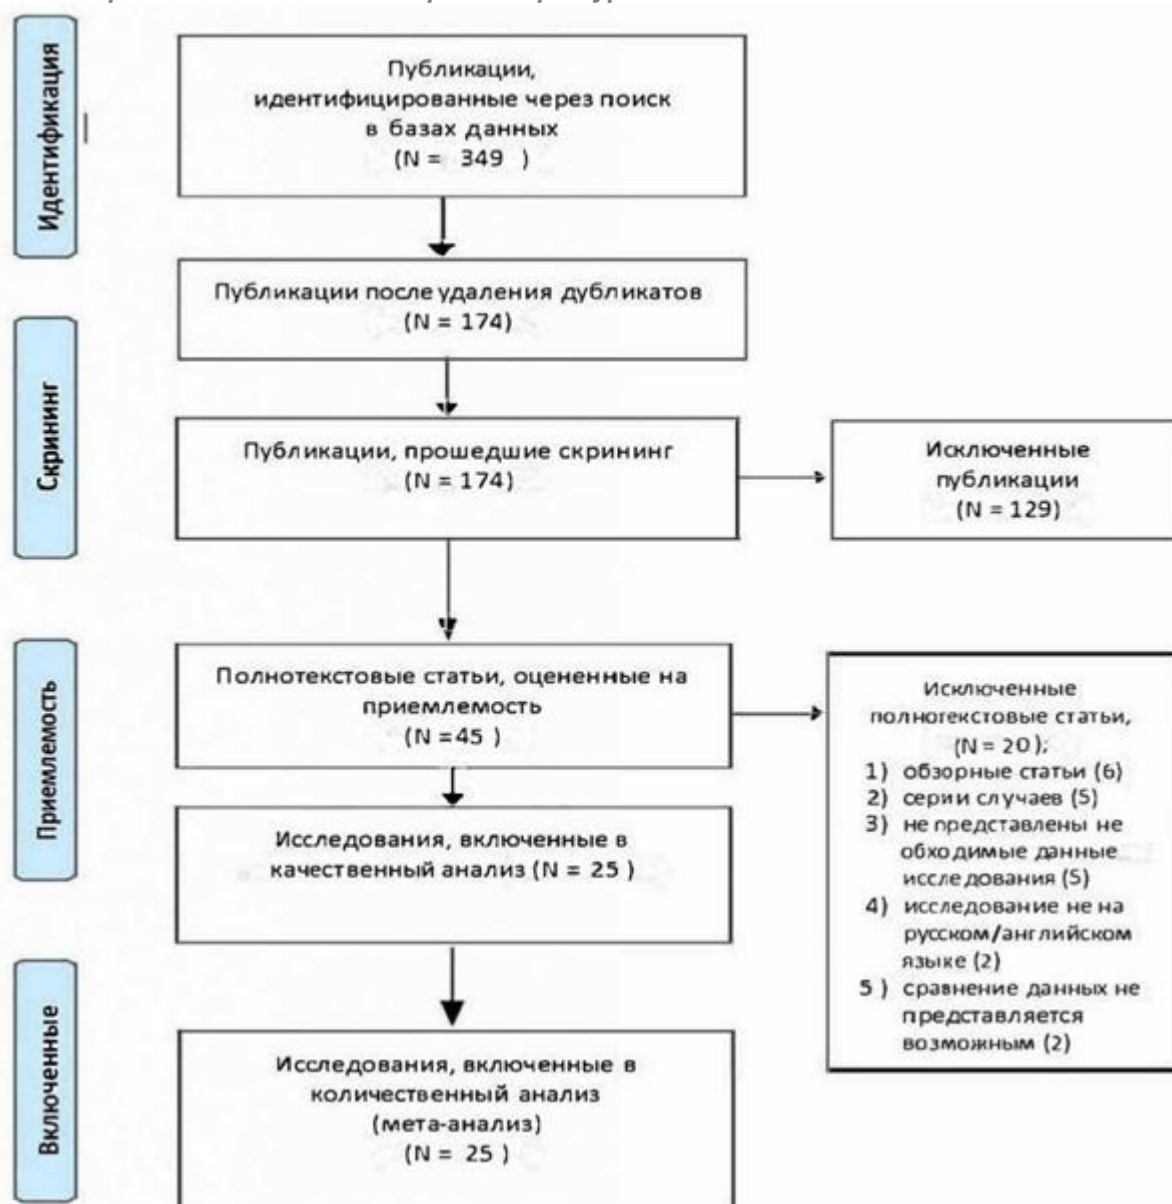 Идентификация
Публикации,
идентифицированные через поиск
в базах данных
(N = 349 )
Публикации после удаления дубликатов
(N = 174)
Скрининг
Публикации, прошедшие скрининг
(N = 174)
Исключенные
публикации
(N = 129)
Приемлемость
Полнотекстовые статьи, оцененные на
приемлемость
(N =45 )
Исключенные
полнотекстовые статьи,
(N = 20);
1) обзорные статьи (6)
2) серии случаев (5)
3) не представлены не
обходимые данные
исследования (5)
4) исследование не на
русском/английском
языке (2)
5 ) сравнение данных не
представляется
возможным (2)
Исследования, включенные в
качественный анализ (N = 25 )
Включенные
Исследования, включенные в
количественный анализ
(мета-анализ)
(N = 25 )